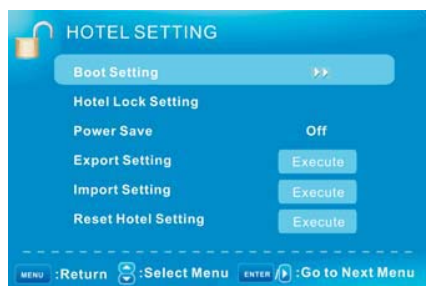 HOTEL SETTING
Boot Setting
Hotel Lock Setting
Power Save Off
Export Setting Execute
Import Setting Execute
Reset Hotel Setting Execute
MENU :Return :Select Menu ENTER / :Go to Next Menu